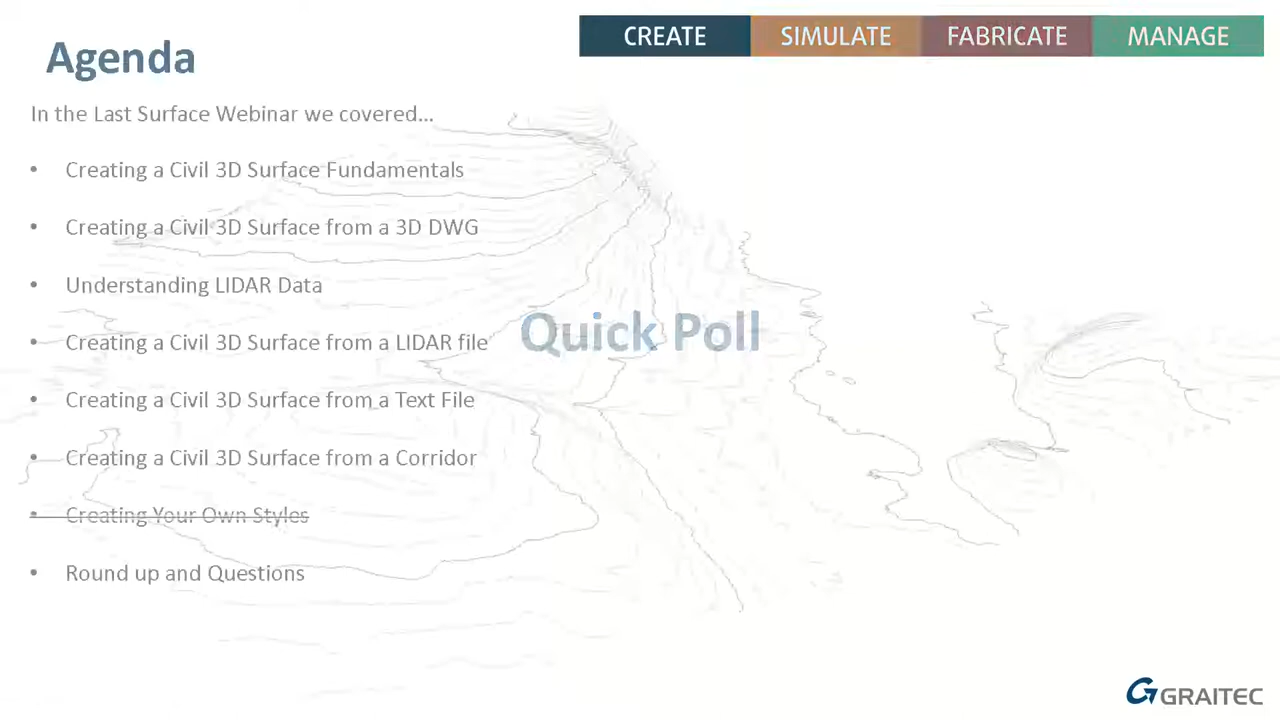 Agenda
CREATE SIMULATE FABRICATE MANAGE
In the Last Surface Webinar we covered...
• Creating a Civil 3D Surface Fundamentals
• Creating a Civil 3D Surface from a 3D DWG
• Understanding LIDAR Data
• Creating a Civil 3D Surface from a LIDAR file
• Creating a Civil 3D Surface from a Text File
• Creating a Civil 3D Surface from a Corridor
• Creating Your Own Styles
• Round up and Questions
Quick Poll
GRAITEC